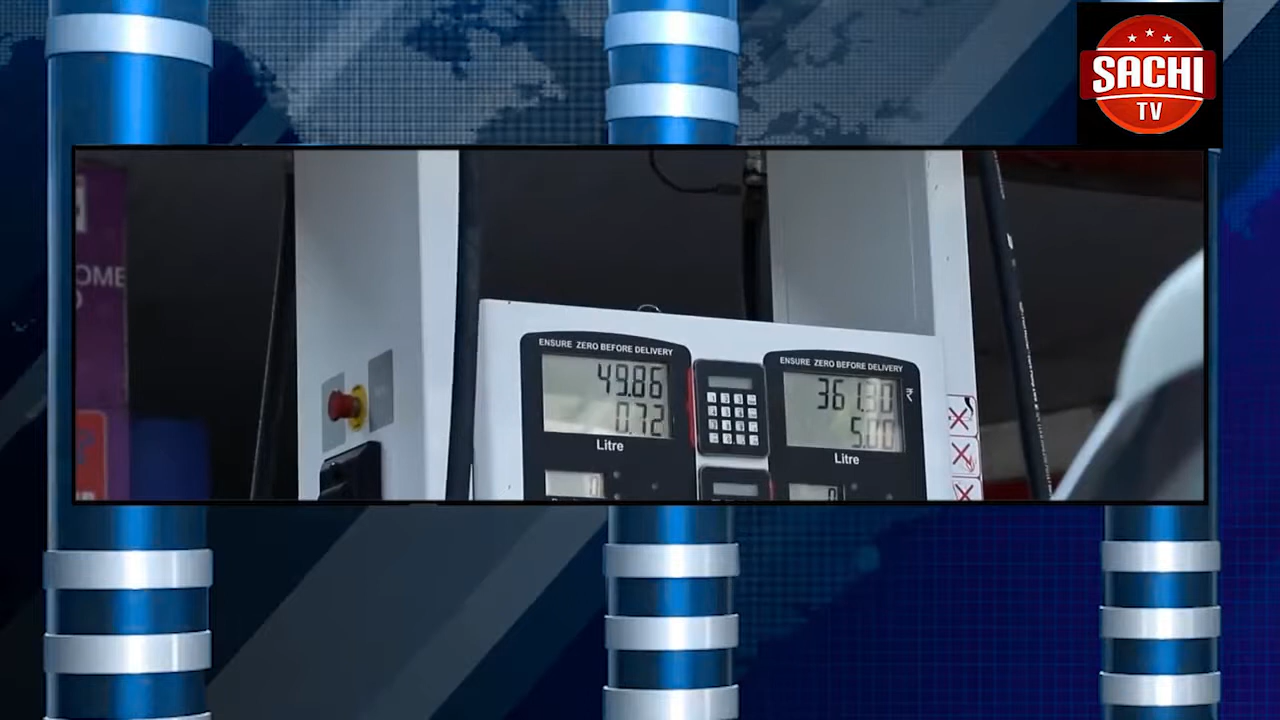 SACHI
TV
OME
ENSURE ZERO BEFORE DELIVERY
49.86
0.72
Litre
ENSURE ZERO BEFORE DELIVERY
361.30
₹
5.00
Litre